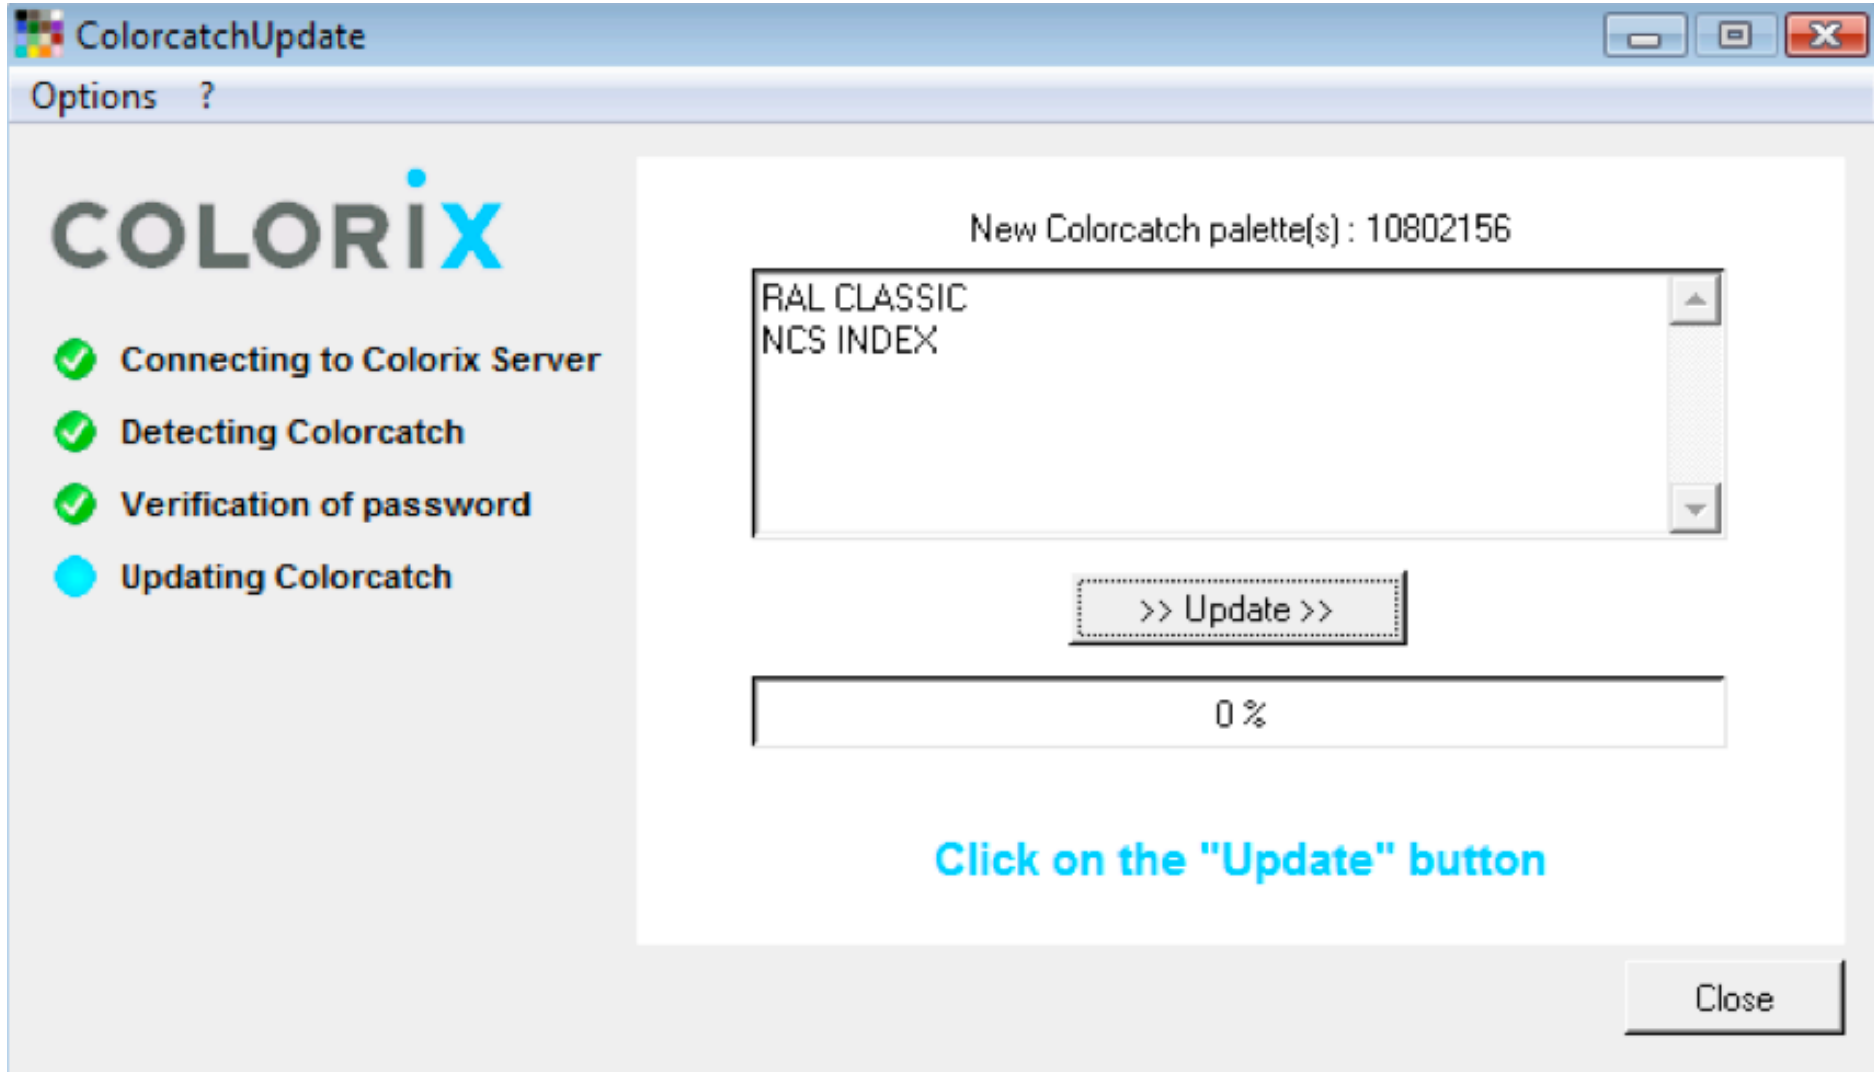 ColorcatchUpdate
Options ?
COLORiX
Connecting to Colorix Server
Detecting Colorcatch
Verification of password
Updating Colorcatch
New Colorcatch palette(s) : 10802156
RAL CLASSIC
NCS INDEX
>> Update >>
0 %
Click on the "Update" button
Close